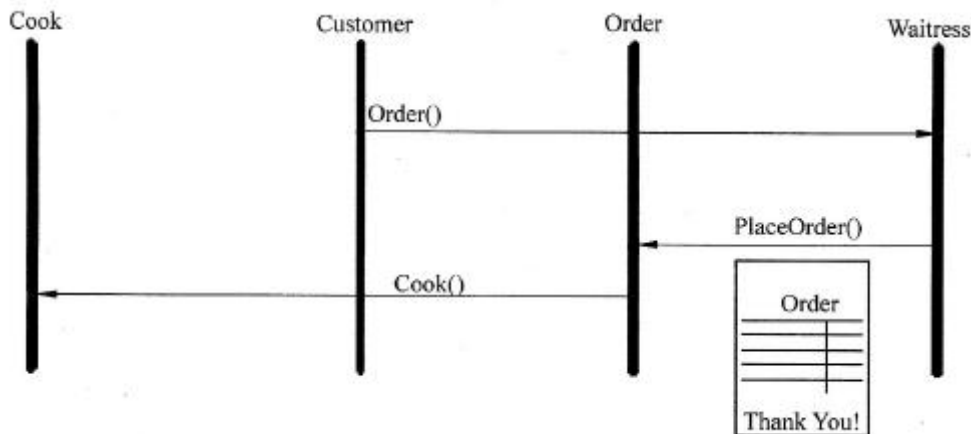 Cook
Customer
Order
Waitress
Order()
PlaceOrder()
Cook()
Order
Thank You!